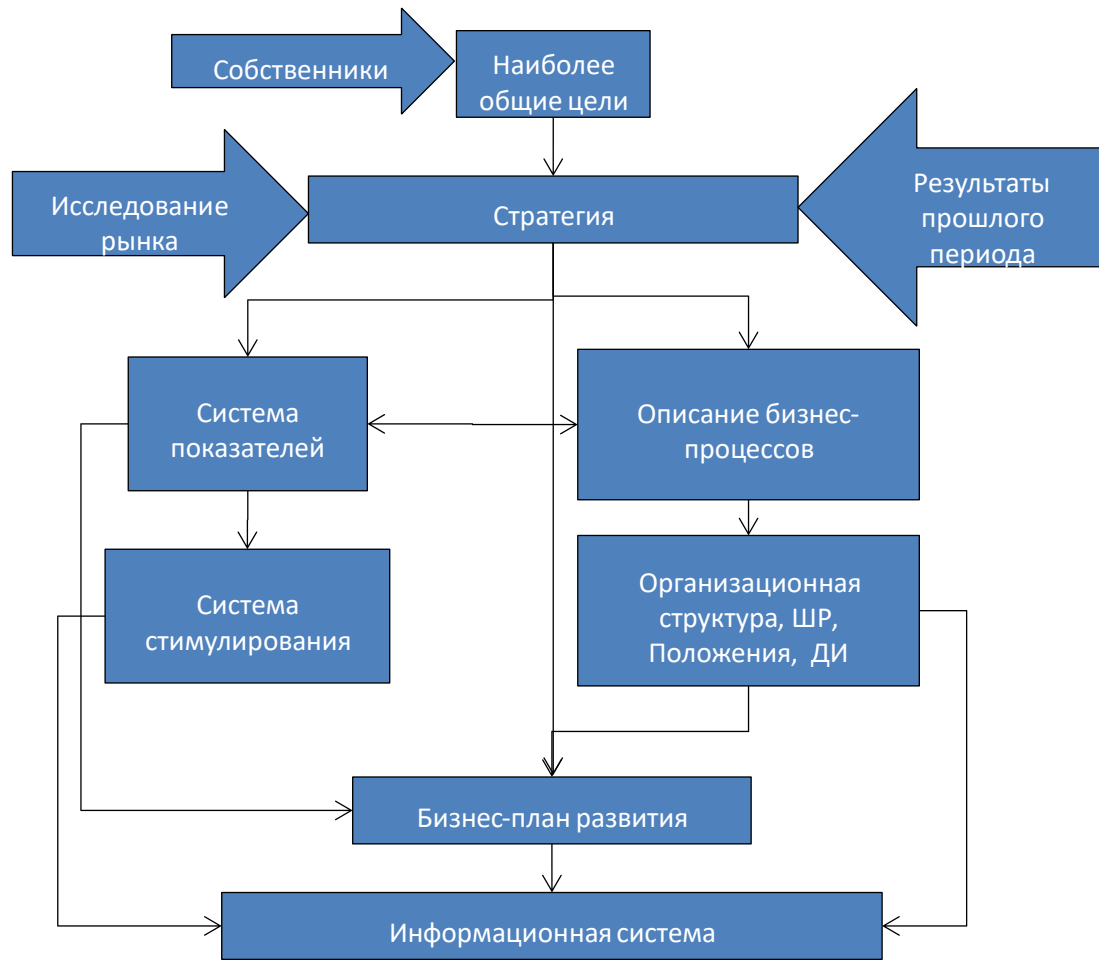 Собственники
Наиболее
общие цели
Исследование
рынка
Стратегия
Результаты
прошлого
периода
Система
показателей
Описание бизнес-
процессов
Система
стимулирования
Организационная
структура, ШР,
Положения, ДИ
Бизнес-план развития
Информационная система